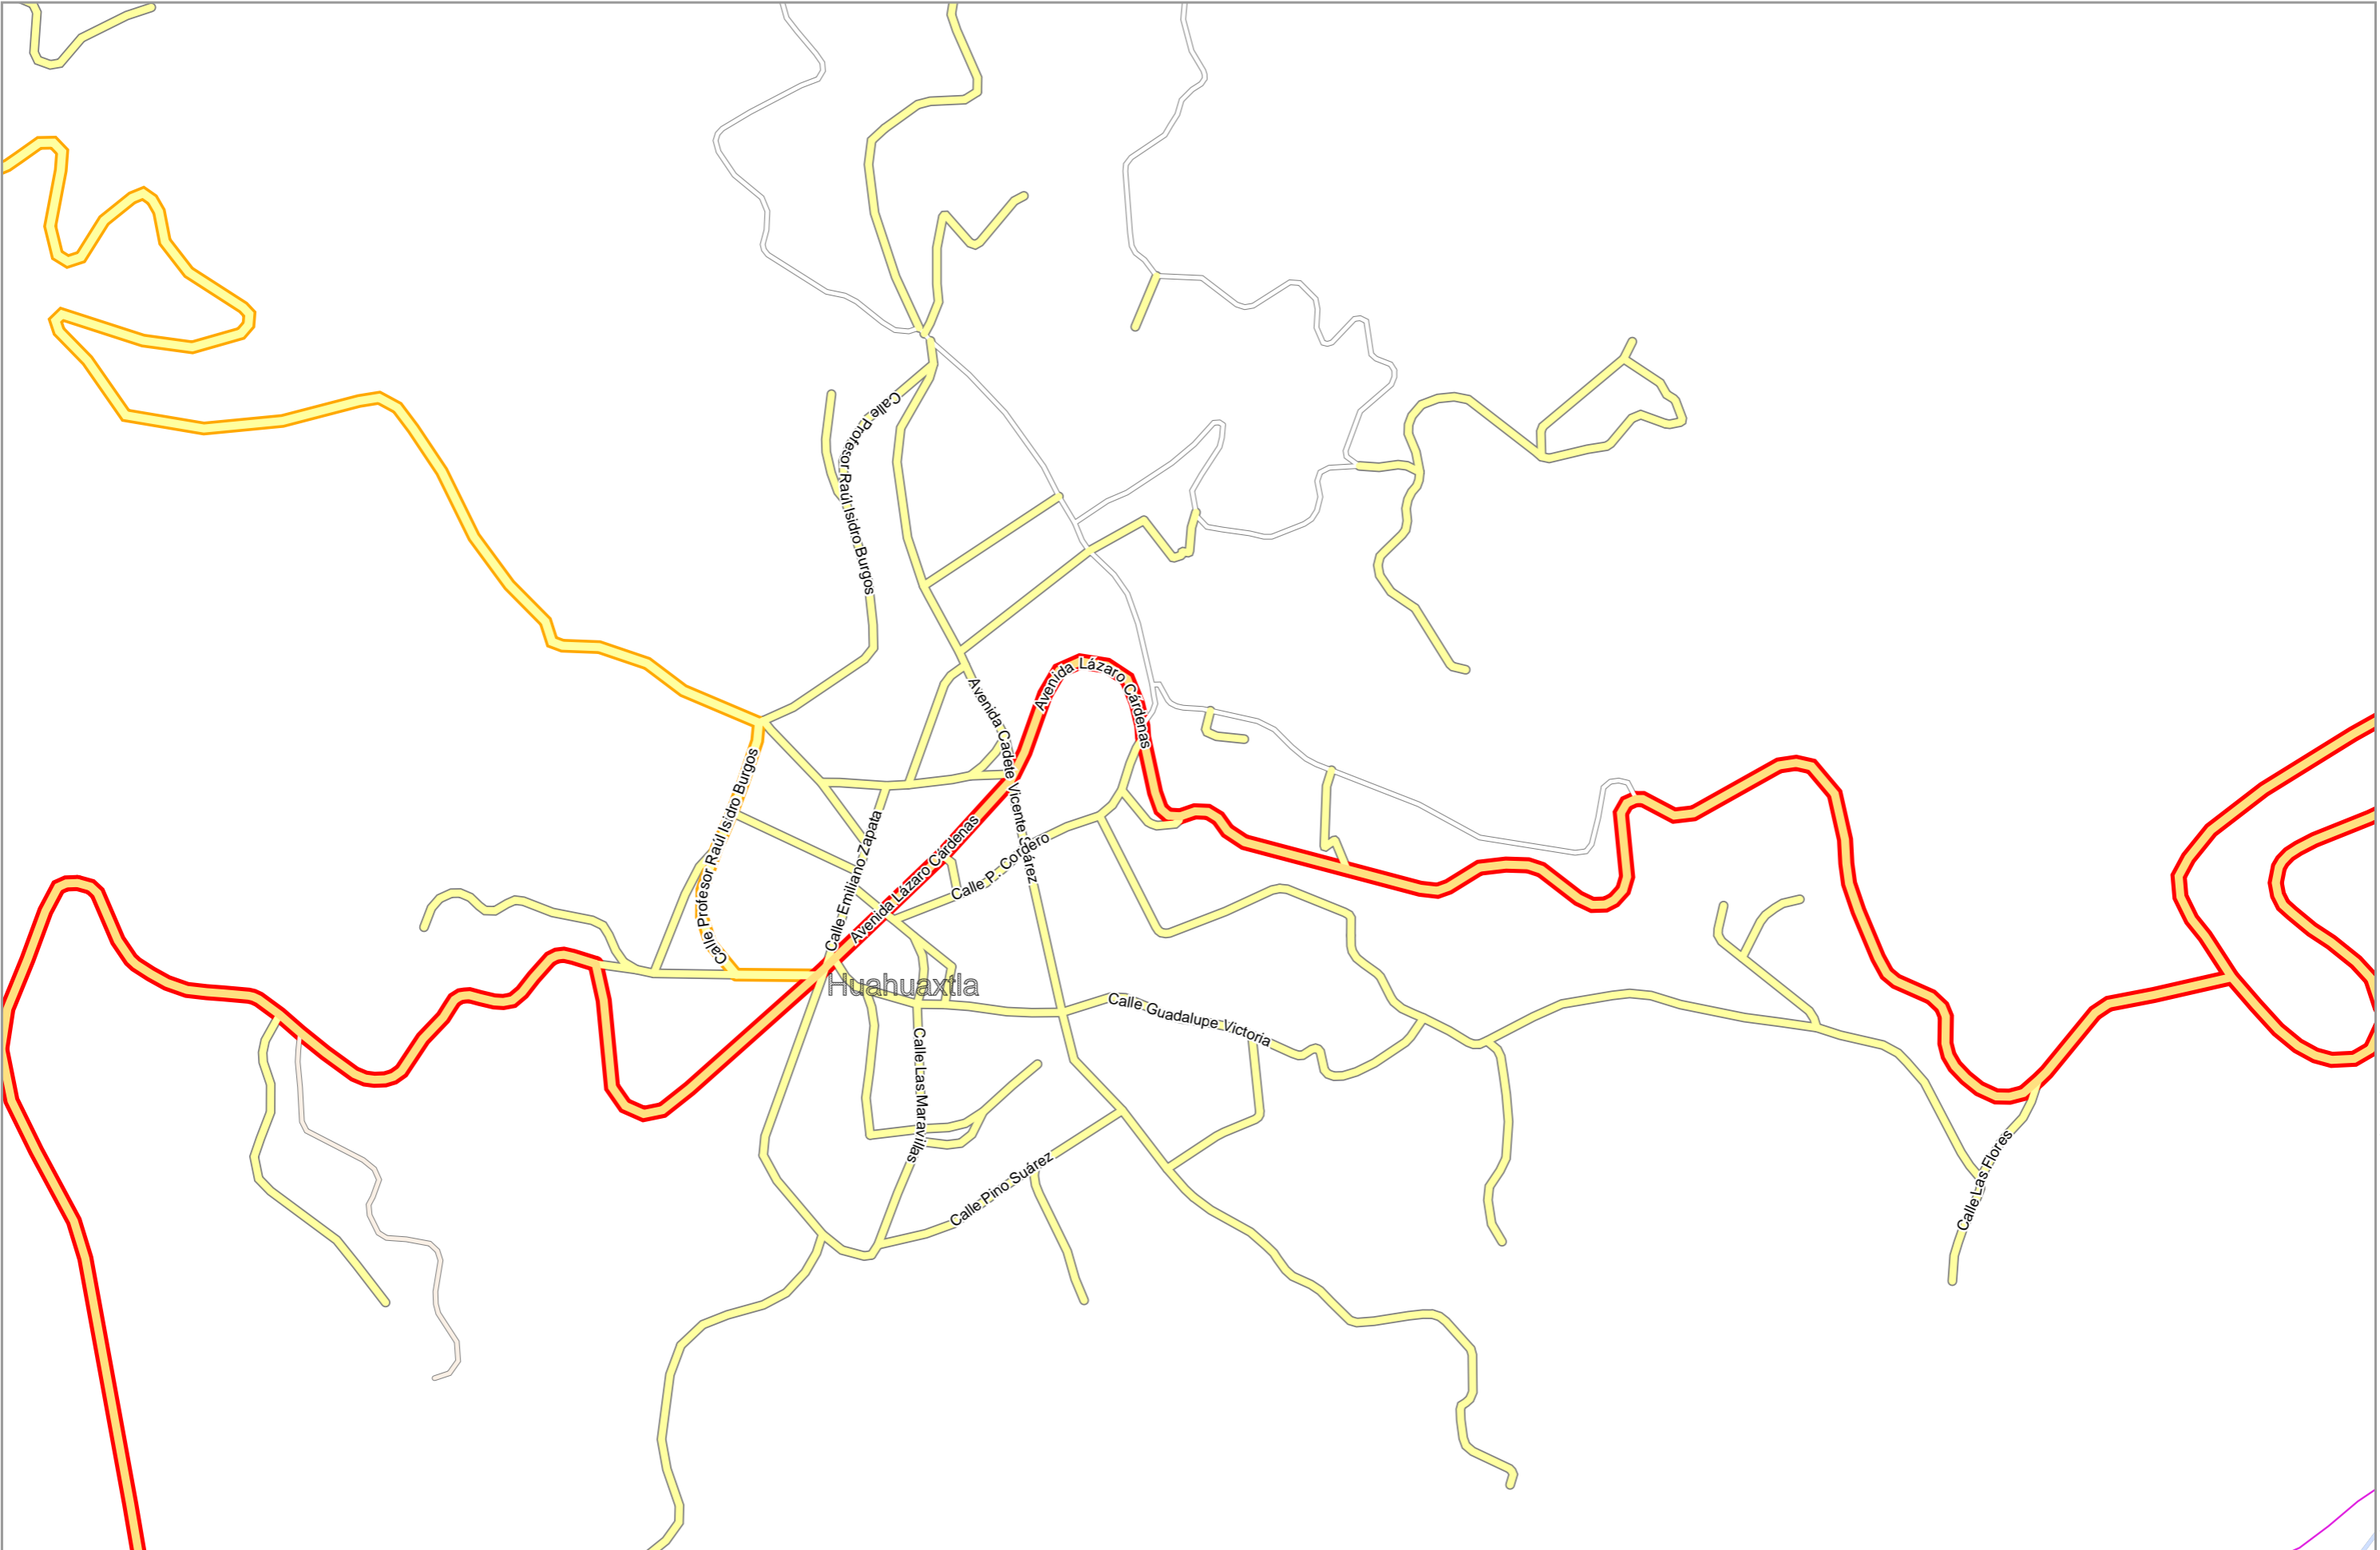 Calle Profesor Raúl Isidro Burgos
Avenida Lázaro Cárdenas
Avenida Cadete Vicente Suárez
Calle Profesor Raúl Isidro Burgos
Calle Emiliano Zapata
Avenida Lázaro Cárdenas
Calle P. Cordero
Huahuaxtla
Calle Guadalupe Victoria
Calle Las Maravillas
Calle Pino Suárez
Calle Las Flores